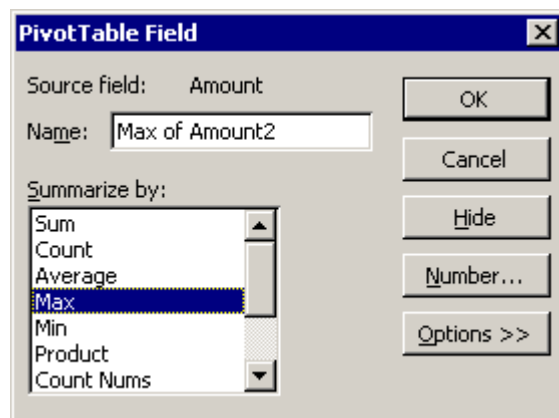 PivotTable Field
Source field: Amount
Name: Max of Amount2
Summarize by:
Sum
Count
Average
Max
Min
Product
Count Nums
OK
Cancel
Hide
Number...
Options >>